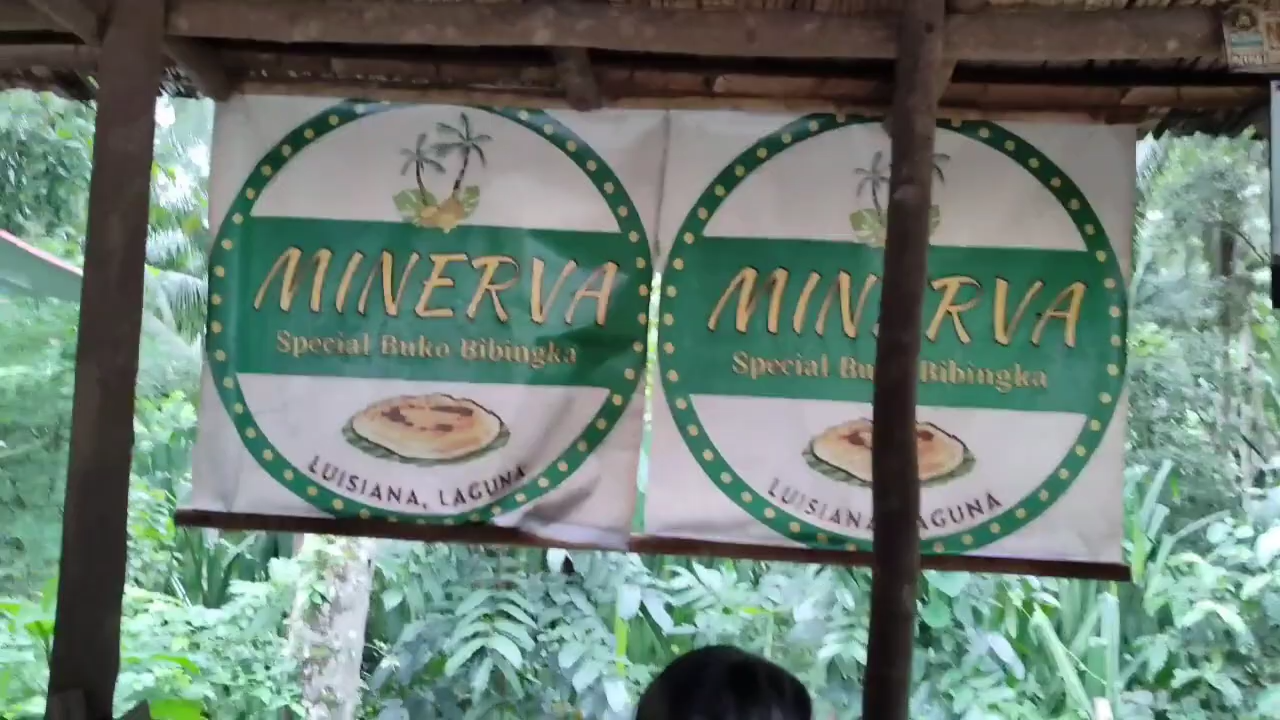 MINERVA
Special Buko Bibingka
LUISIANA, LAGUNA
MINERVA
Special Buko Bibingka
LUISIANA, LAGUNA